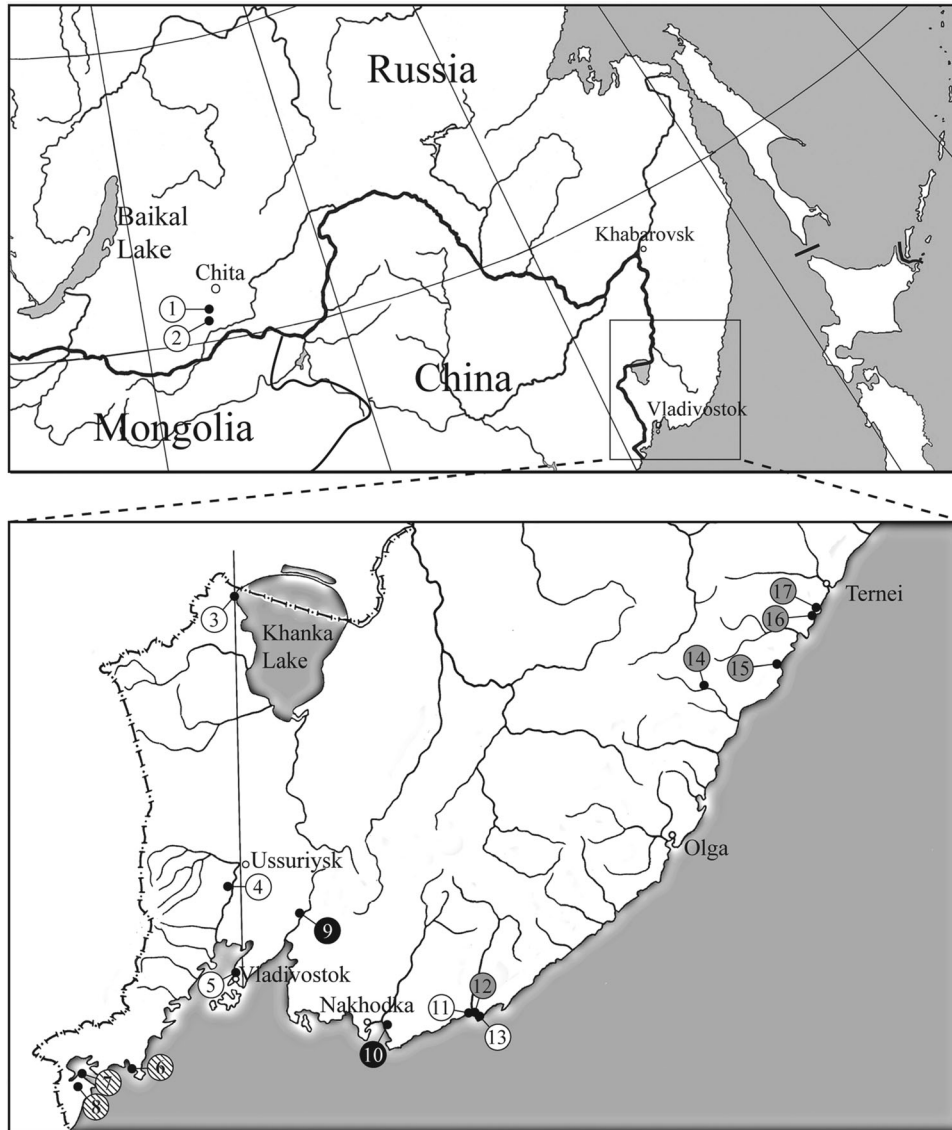 Russia
Baikal
Lake
Khabarovsk
Chita
1
2
China
Vladivostok
Mongolia
17
Ternei
16
3
Khanka
Lake
14
15
Olga
Ussuriysk
4
9
Vladivostok
5
12
Nakhodka
11
13
10
6
7
8